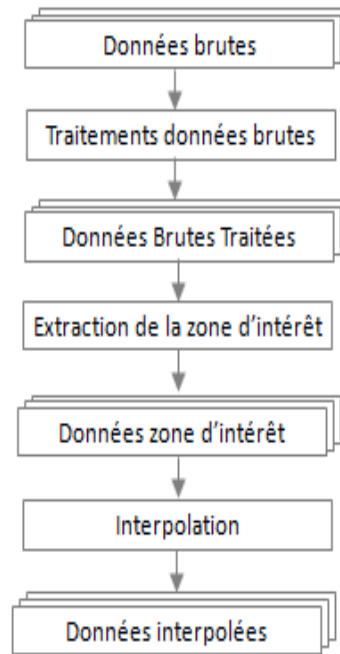 Données brutes
Traitements données brutes
Données Brutes Traitées
Extraction de la zone d'intérêt
Données zone d'intérêt
Interpolation
Données interpolées